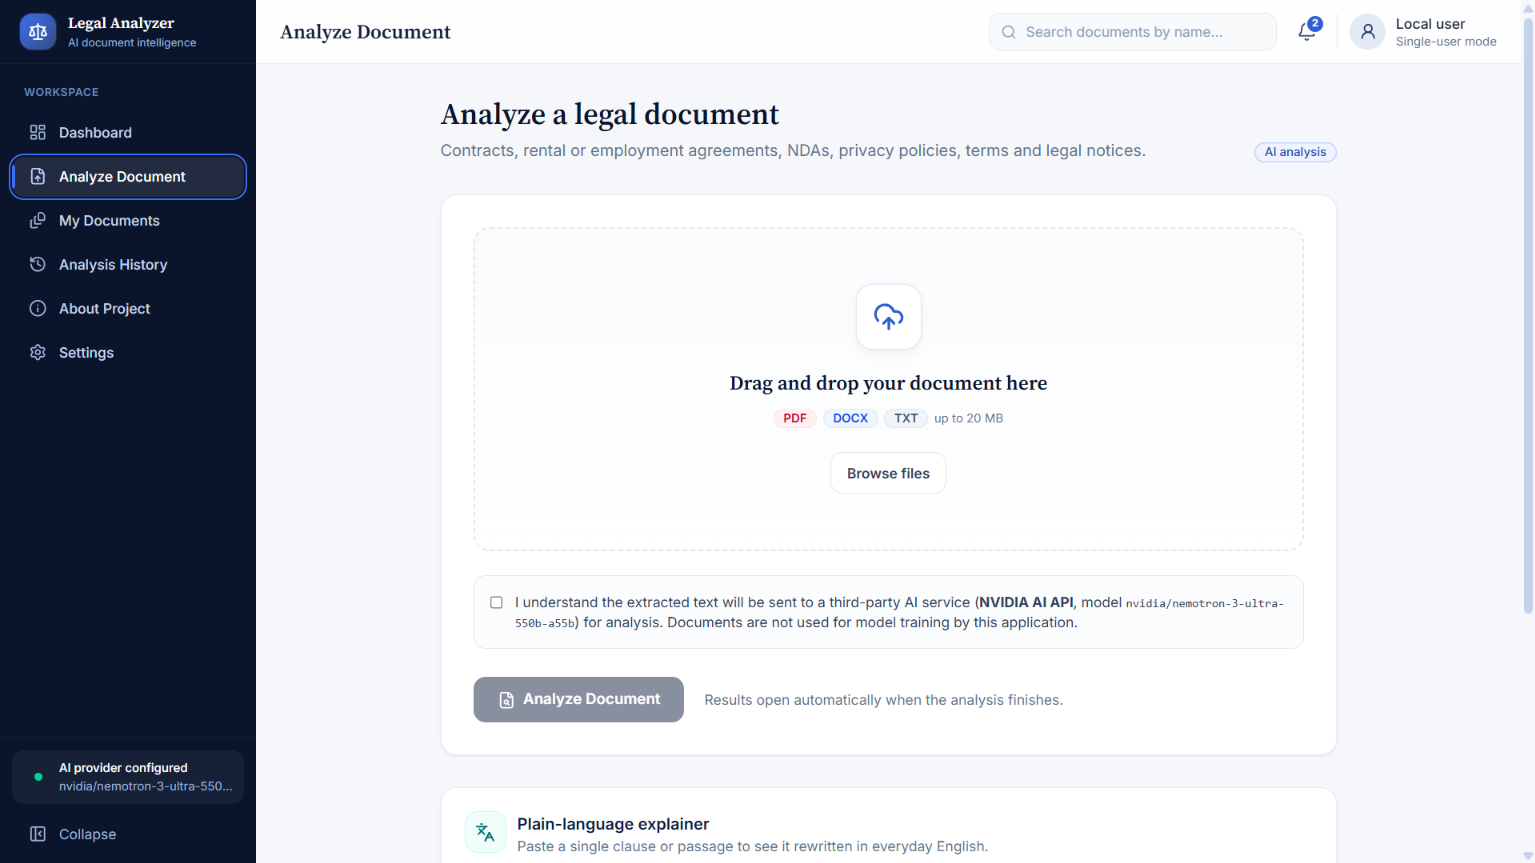 Legal Analyzer
AI document intelligence
WORKSPACE
Dashboard
Analyze Document
My Documents
Analysis History
About Project
Settings
AI provider configured
nvidia/nemotron-3-ultra-550...
Collapse
Analyze Document
Search documents by name...
2
Local user
Single-user mode
Analyze a legal document
Contracts, rental or employment agreements, NDAs, privacy policies, terms and legal notices.
AI analysis
Drag and drop your document here
PDF DOCX TXT up to 20 MB
Browse files
I understand the extracted text will be sent to a third-party AI service (NVIDIA AI API, model nvidia/nemotron-3-ultra-
550b-a55b) for analysis. Documents are not used for model training by this application.
Analyze Document
Results open automatically when the analysis finishes.
Plain-language explainer
Paste a single clause or passage to see it rewritten in everyday English.